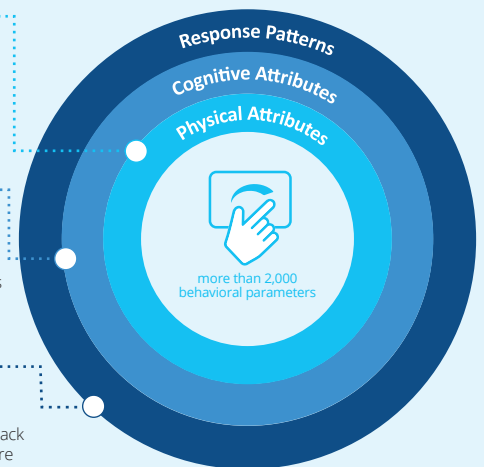 Response Patterns
Cognitive Attributes
Physical Attributes
more than 2,000
behavioral parameters